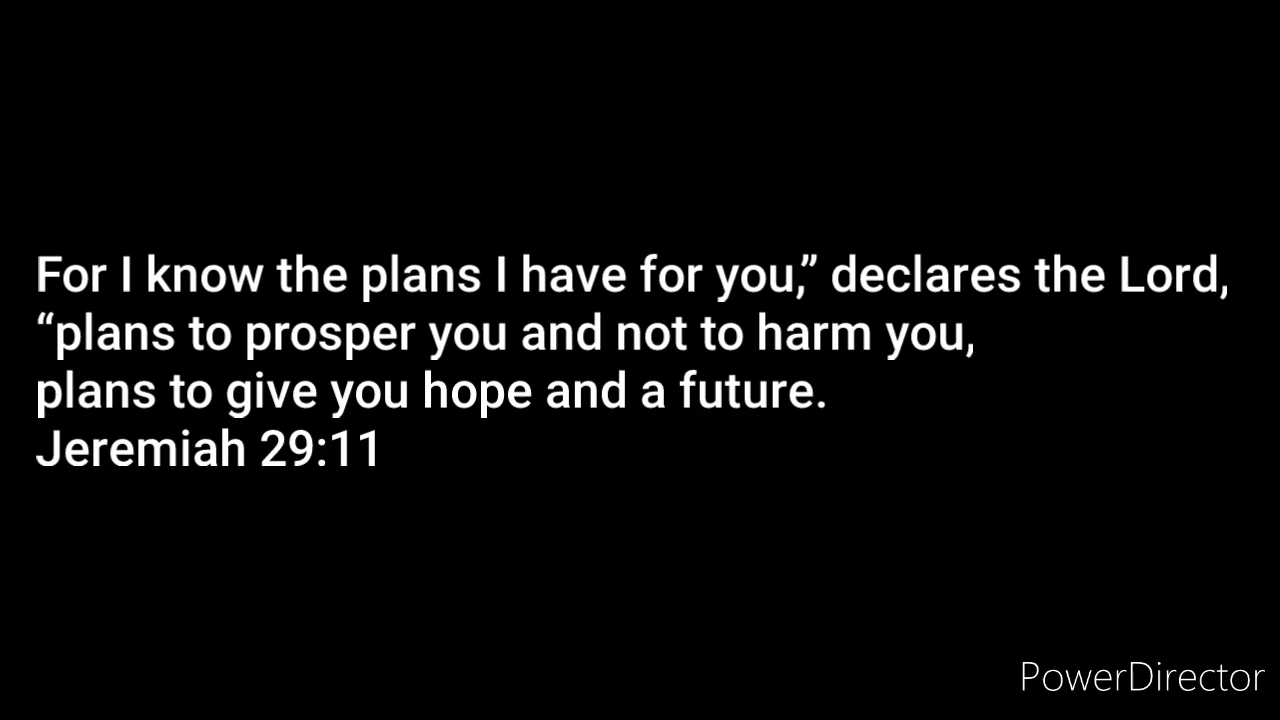 For I know the plans I have for you,” declares the Lord,
“plans to prosper you and not to harm you,
plans to give you hope and a future.
Jeremiah 29:11
PowerDirector